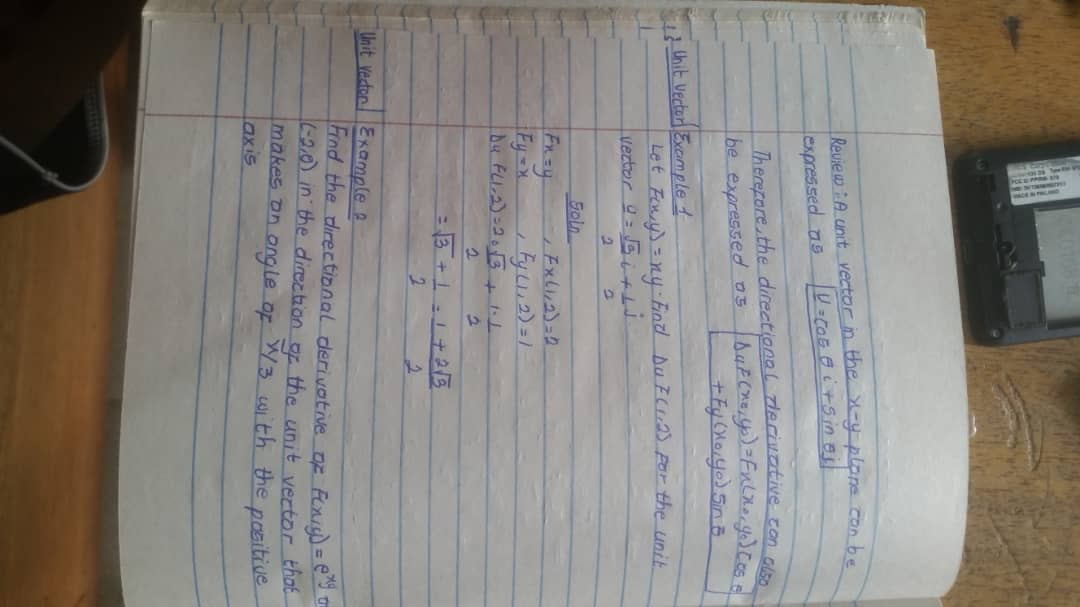 Review: A unit vector in the x-y plane can be
expressed as U = cos θ i + sin θ j
Therefore, the directional derivative can also
be expressed as DuF(x₀,y₀) = Fx(x₀,y₀) Cos θ
+ Fy(x₀,y₀) Sin θ
Unit vector Example 1
Let F(x,y) = xy. Find Du F(1,2) for the unit
vector u = √3/2 i + 1/2 j
Soln
Fx = y , Fx(1,2) = 2
Fy = x , Fy(1,2) = 1
Du F(1,2) = 2 · √3/2 + 1 · 1/2
= √3 + 1/2 = 1 + 2√3/2
Unit vector Example 2
Find the directional derivative of F(x,y) = e^xy
(-2,0) in the direction of the unit vector that
makes an angle of π/3 with the positive
axis